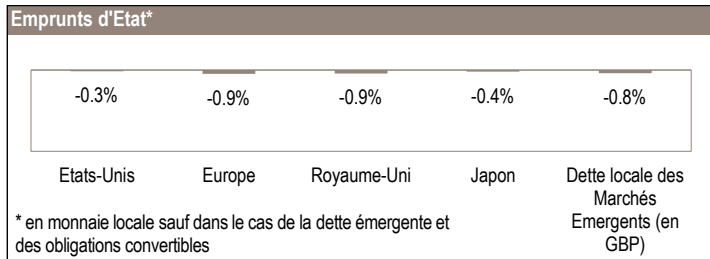 Emprunts d'Etat*
-0.3% -0.9% -0.9% -0.4% -0.8%
Etats-Unis Europe Royaume-Uni Japon Dette locale des
Marchés
Emergents (en
GBP)
* en monnaie locale sauf dans le cas de la dette émergente et
des obligations convertibles